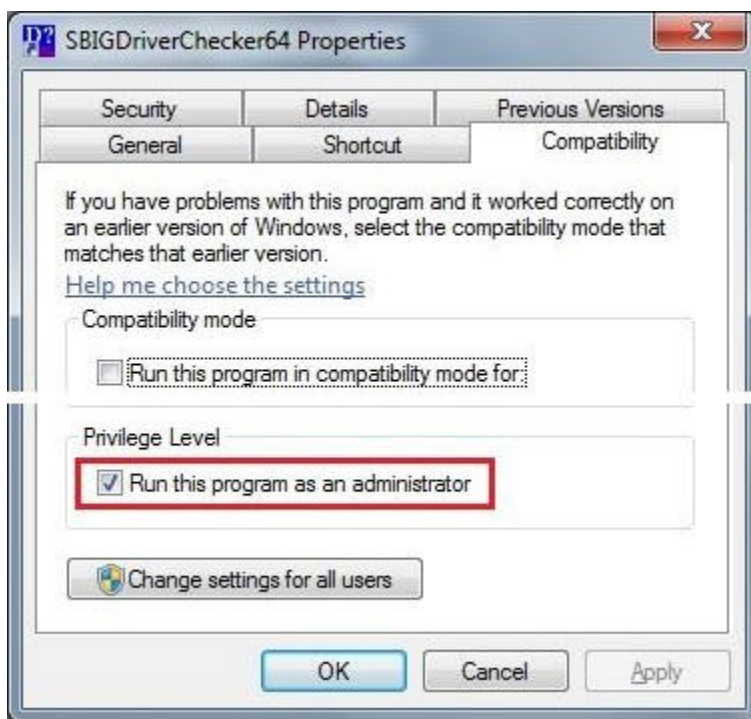 D?
SBIGDriverChecker64 Properties
Security Details Previous Versions
General Shortcut Compatibility
If you have problems with this program and it worked correctly on
an earlier version of Windows, select the compatibility mode that
matches that earlier version.
Help me choose the settings
Compatibility mode
Run this program in compatibility mode for:
Privilege Level
Run this program as an administrator
Change settings for all users
OK Cancel Apply